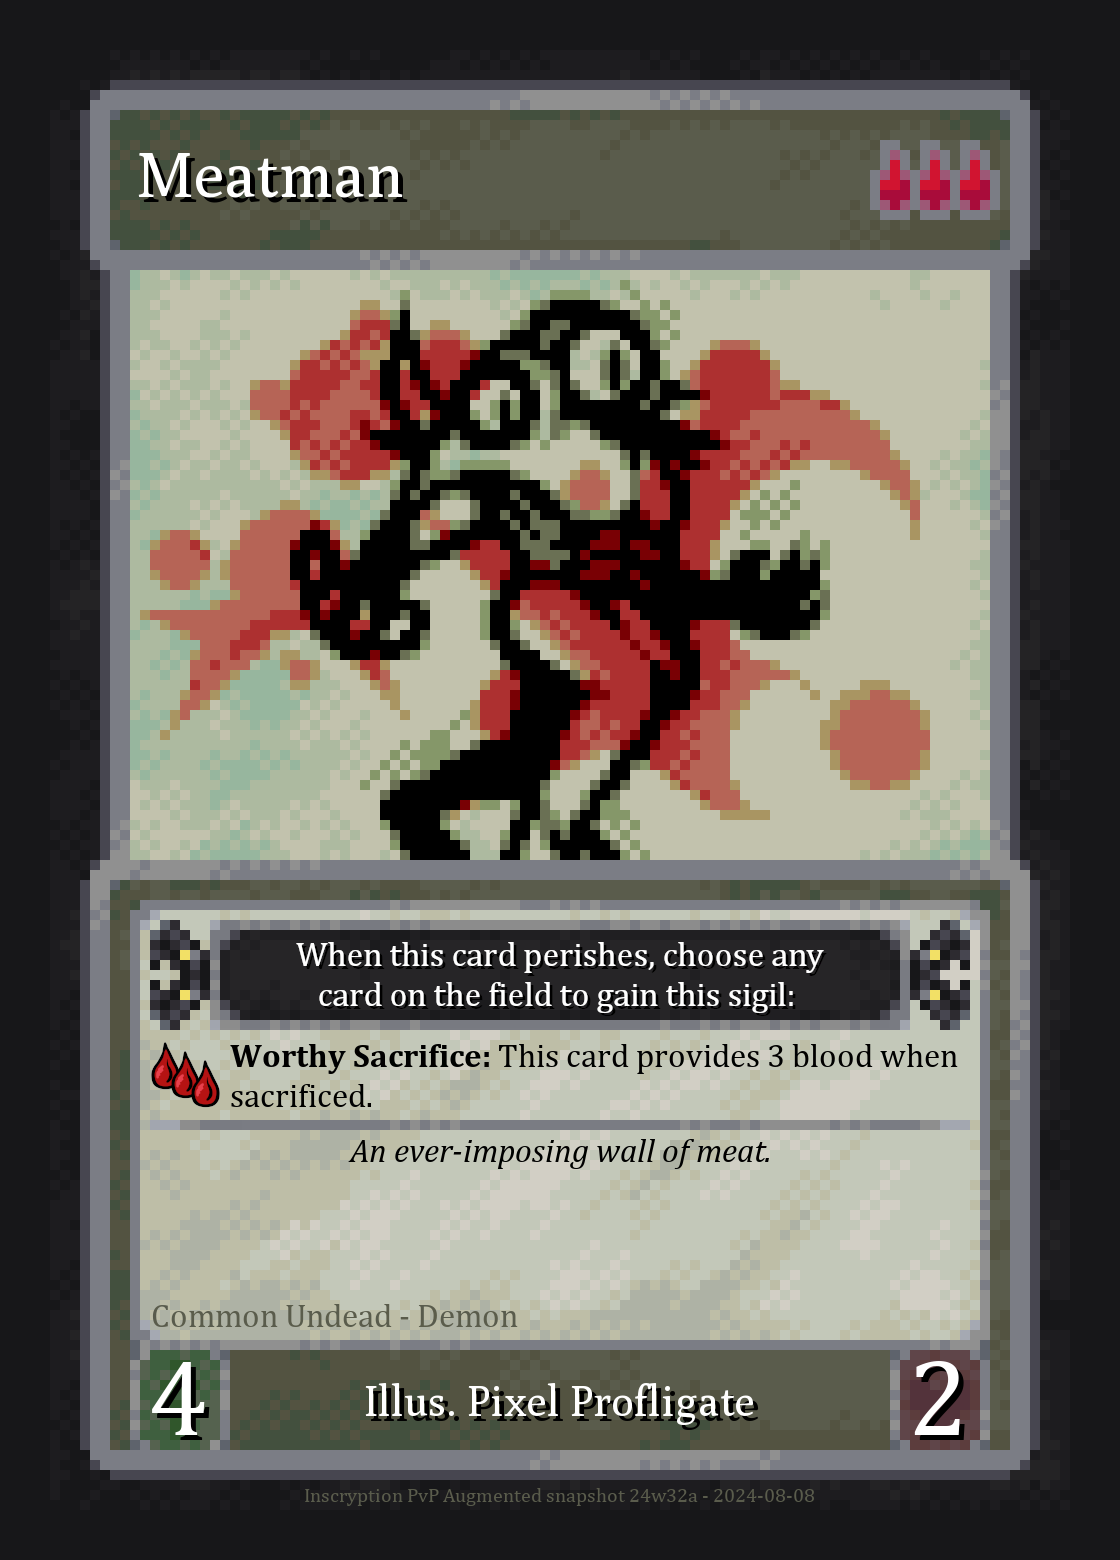 Meatman
When this card perishes, choose any
card on the field to gain this sigil:
Worthy Sacrifice: This card provides 3 blood when
sacrificed.
An ever-imposing wall of meat.
Common Undead - Demon
4
Illus. Pixel Profligate
2
Inscryption PvP Augmented snapshot 24w32a - 2024-08-08